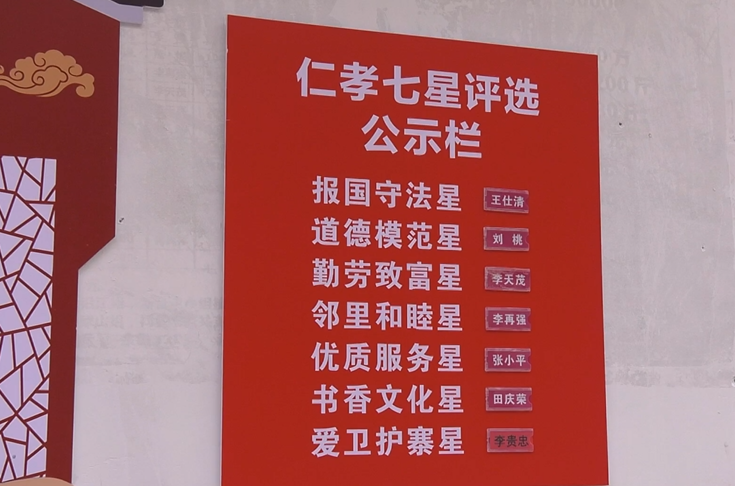 仁孝七星评选
公示栏
报国守法星 王仕清
道德模范星 刘桃
勤劳致富星 李天茂
邻里和睦星 李再强
优质服务星 张小平
书香文化星 田庆荣
爱卫护寨星 李贵忠